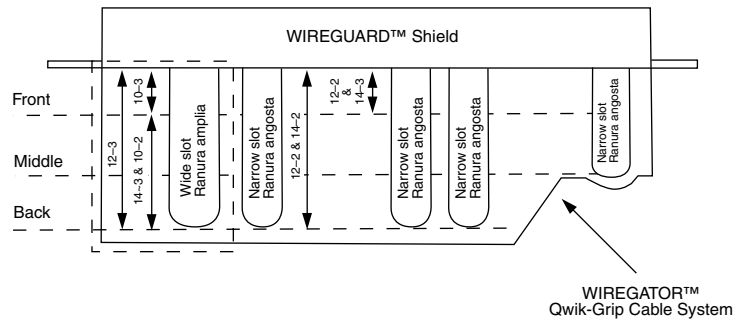 WIREGUARD™ Shield
Front
Middle
Back
12–3
10–3
14–3 & 10–2
Wide slot
Ranura amplia
Narrow slot
Ranura angosta
12–2 & 14–2
12–2
&
14–3
Narrow slot
Ranura angosta
Narrow slot
Ranura angosta
Narrow slot
Ranura angosta
WIREGATOR™
Qwik-Grip Cable System